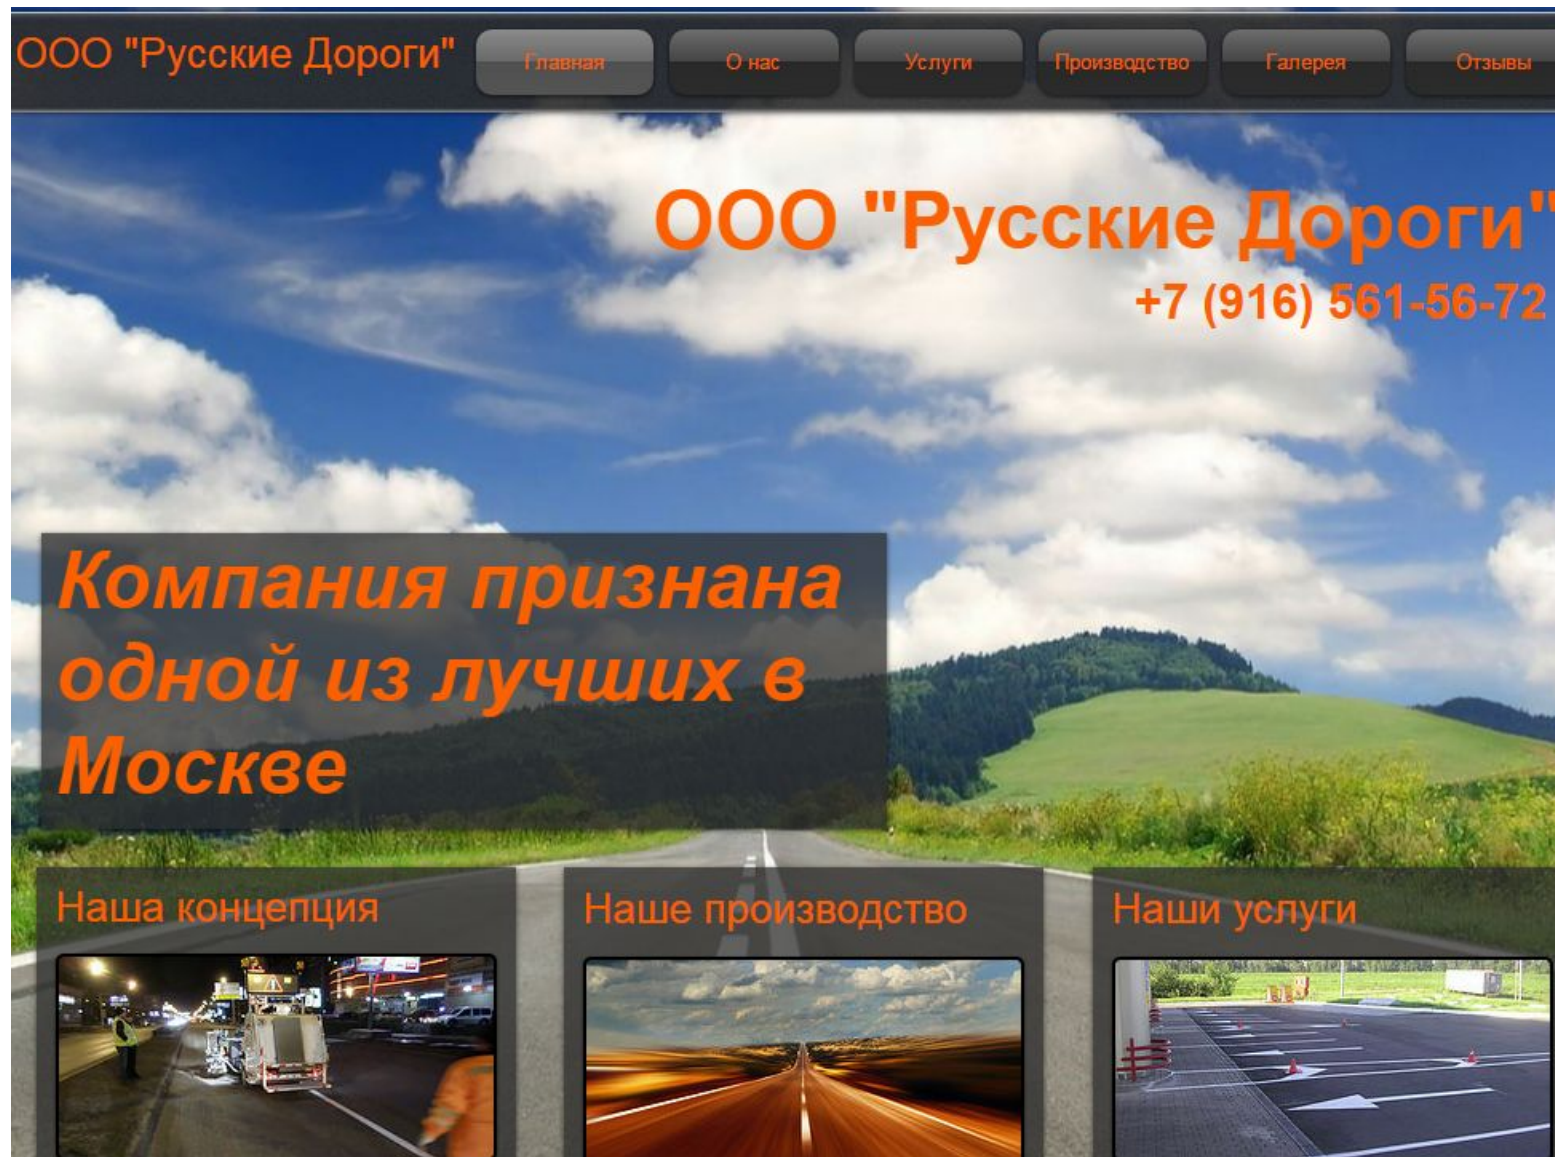 ООО "Русские Дороги"
Главная
О нас
Услуги
Производство
Галерея
Отзывы
ООО "Русские Дороги"
+7 (916) 561-56-72
Компания признана
одной из лучших в
Москве
Наша концепция
Наше производство
Наши услуги